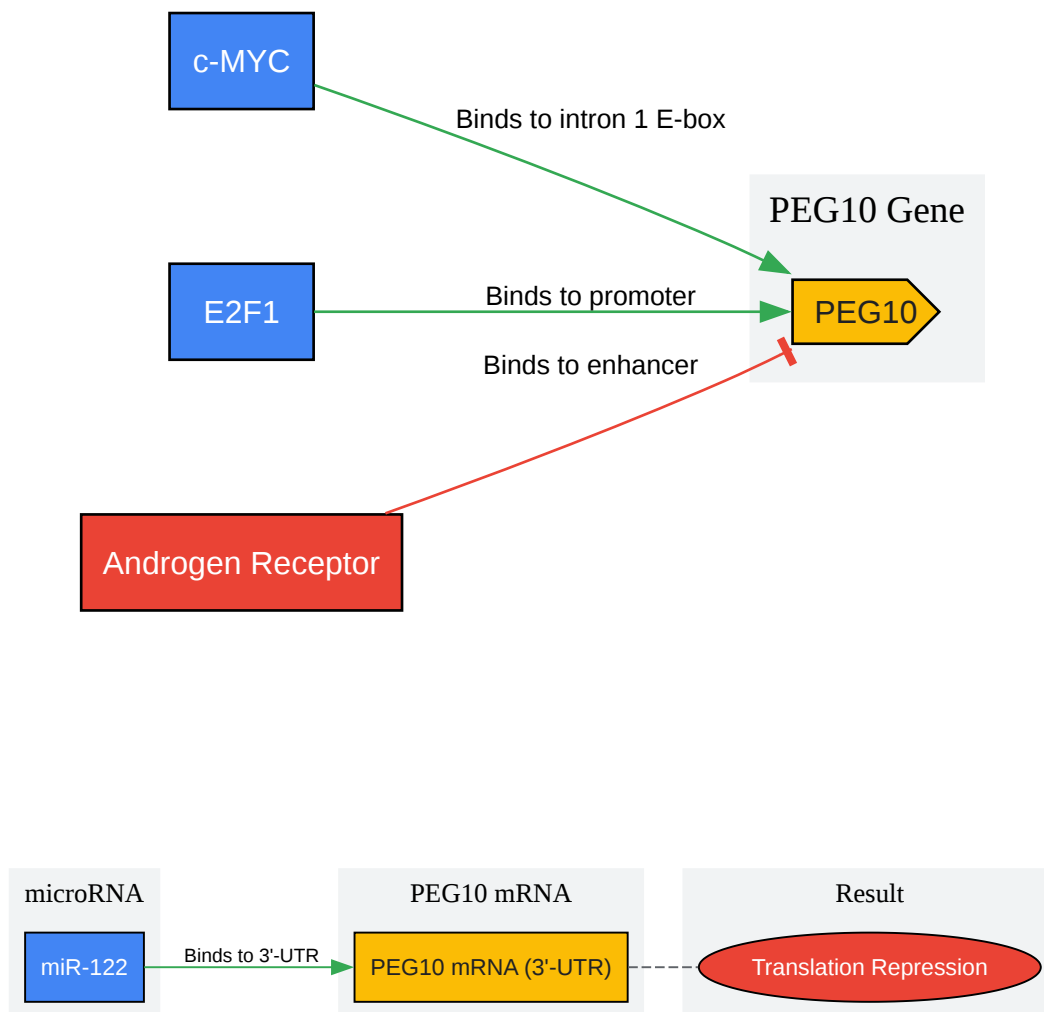 c-MYC
Binds to intron 1 E-box
PEG10 Gene
E2F1
Binds to promoter
PEG10
Binds to enhancer
Androgen Receptor
microRNA
PEG10 mRNA
Result
miR-122
Binds to 3'-UTR
PEG10 mRNA (3'-UTR)
Translation Repression